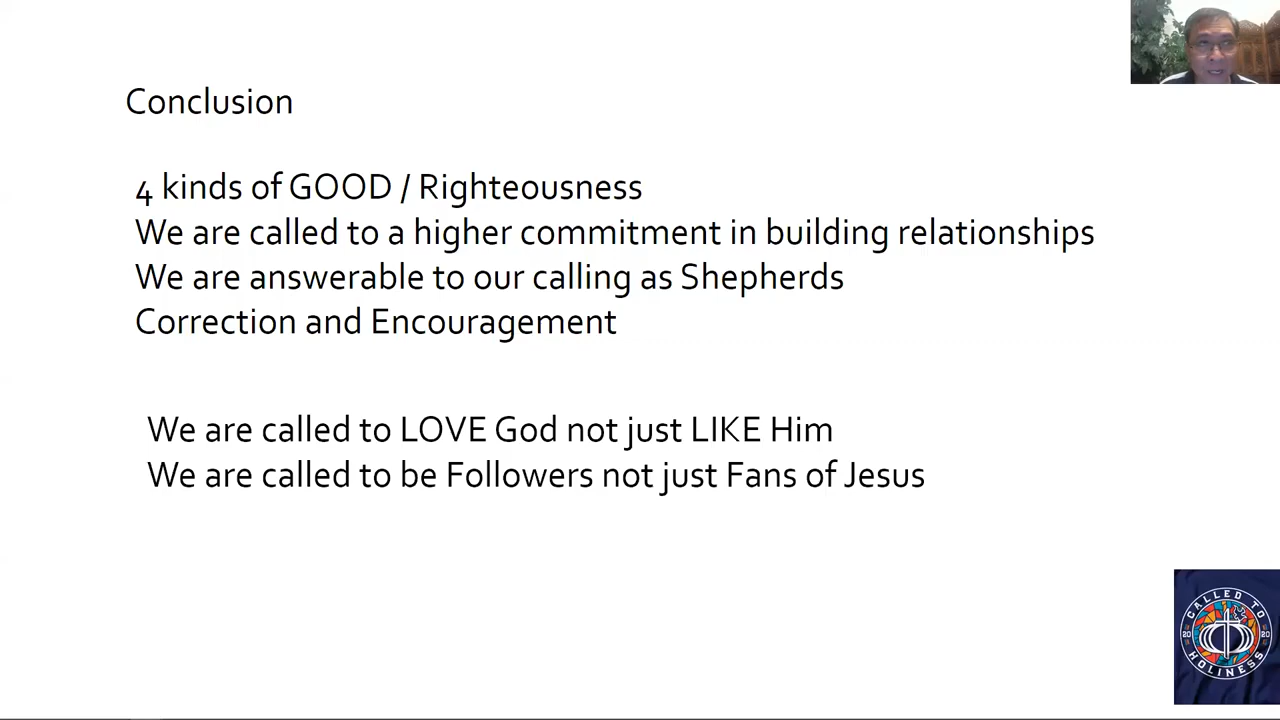 Conclusion
4 kinds of GOOD / Righteousness
We are called to a higher commitment in building relationships
We are answerable to our calling as Shepherds
Correction and Encouragement
We are called to LOVE God not just LIKE Him
We are called to be Followers not just Fans of Jesus
CALLED TO
20 20
HOLINESS